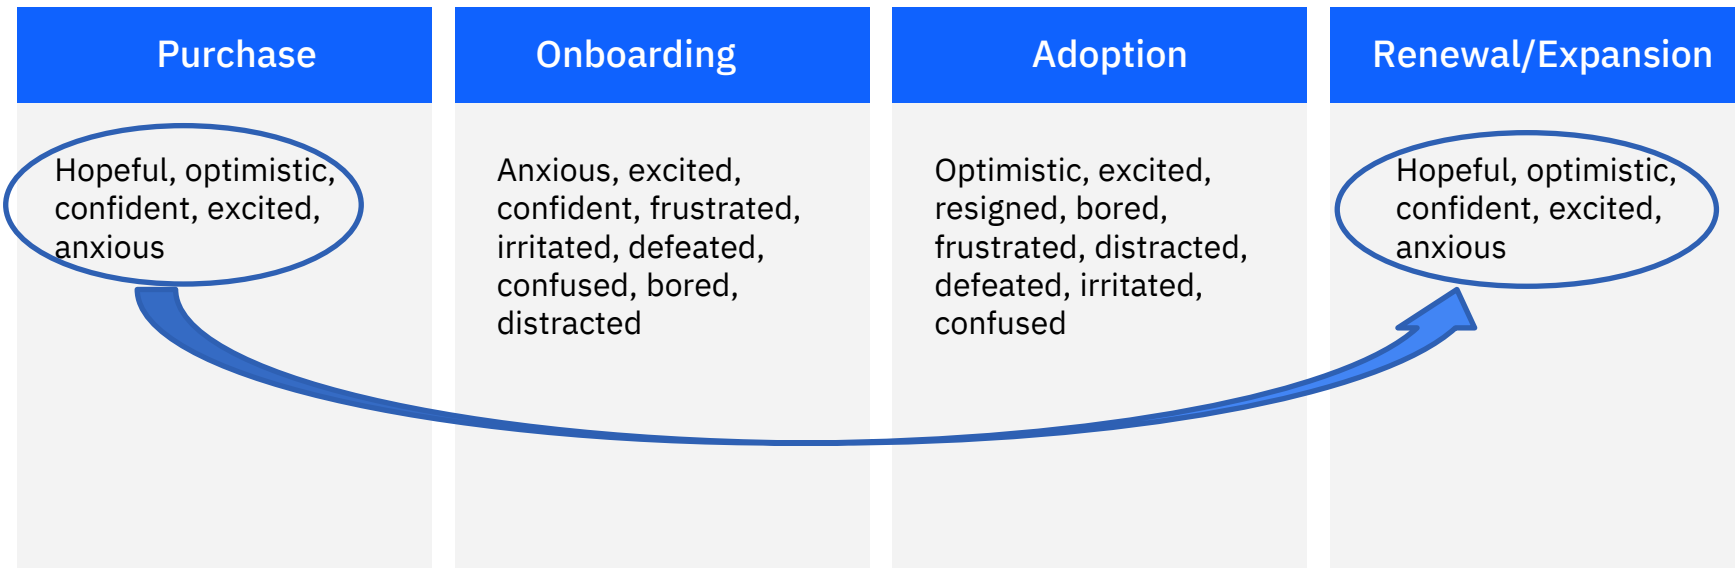 Purchase
Hopeful, optimistic,
confident, excited,
anxious
Onboarding
Anxious, excited,
confident, frustrated,
irritated, defeated,
confused, bored,
distracted
Adoption
Optimistic, excited,
resigned, bored,
frustrated, distracted,
defeated, irritated,
confused
Renewal/Expansion
Hopeful, optimistic,
confident, excited,
anxious